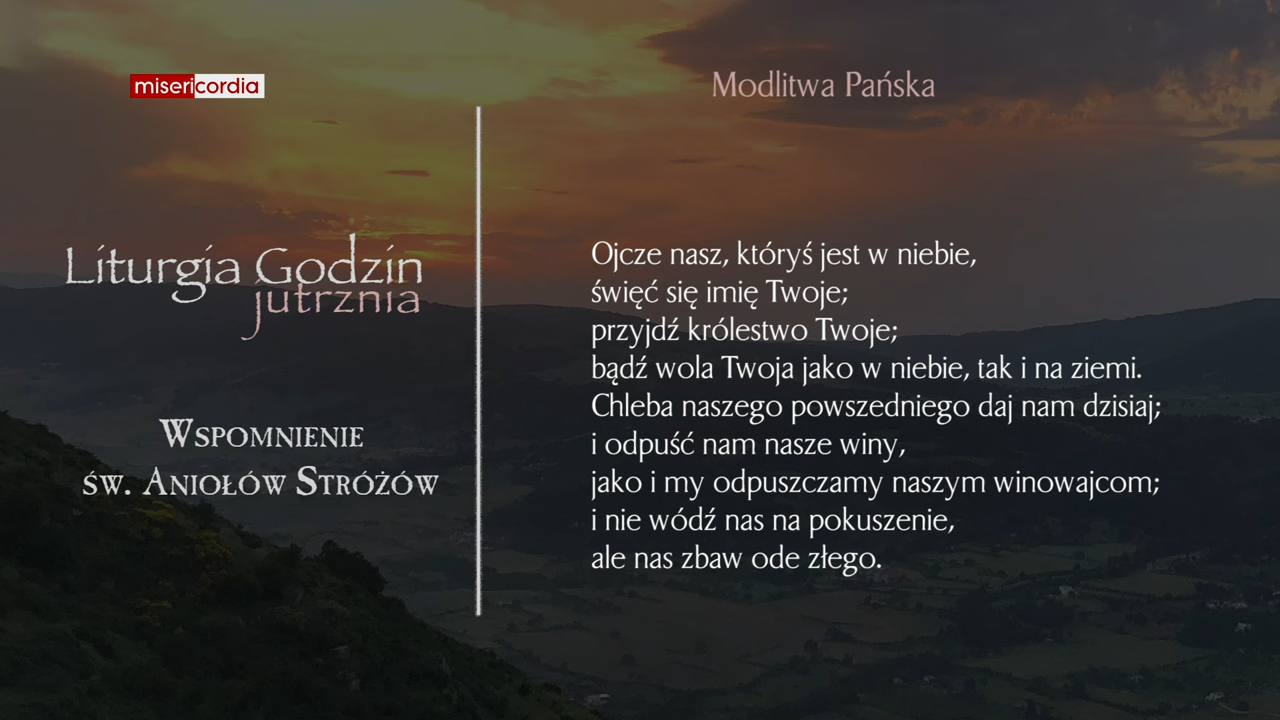 misericordia
Liturgia Godzin
jutrznia
Wspomnienie
św. Aniołów Stróżów
Modlitwa Pańska
Ojcze nasz, któryś jest w niebie,
święć się imię Twoje;
przyjdź królestwo Twoje;
bądź wola Twoja jako w niebie, tak i na ziemi.
Chleba naszego powszedniego daj nam dzisiaj;
i odpuść nam nasze winy,
jako i my odpuszczamy naszym winowajcom;
i nie wódź nas na pokuszenie,
ale nas zbaw ode złego.